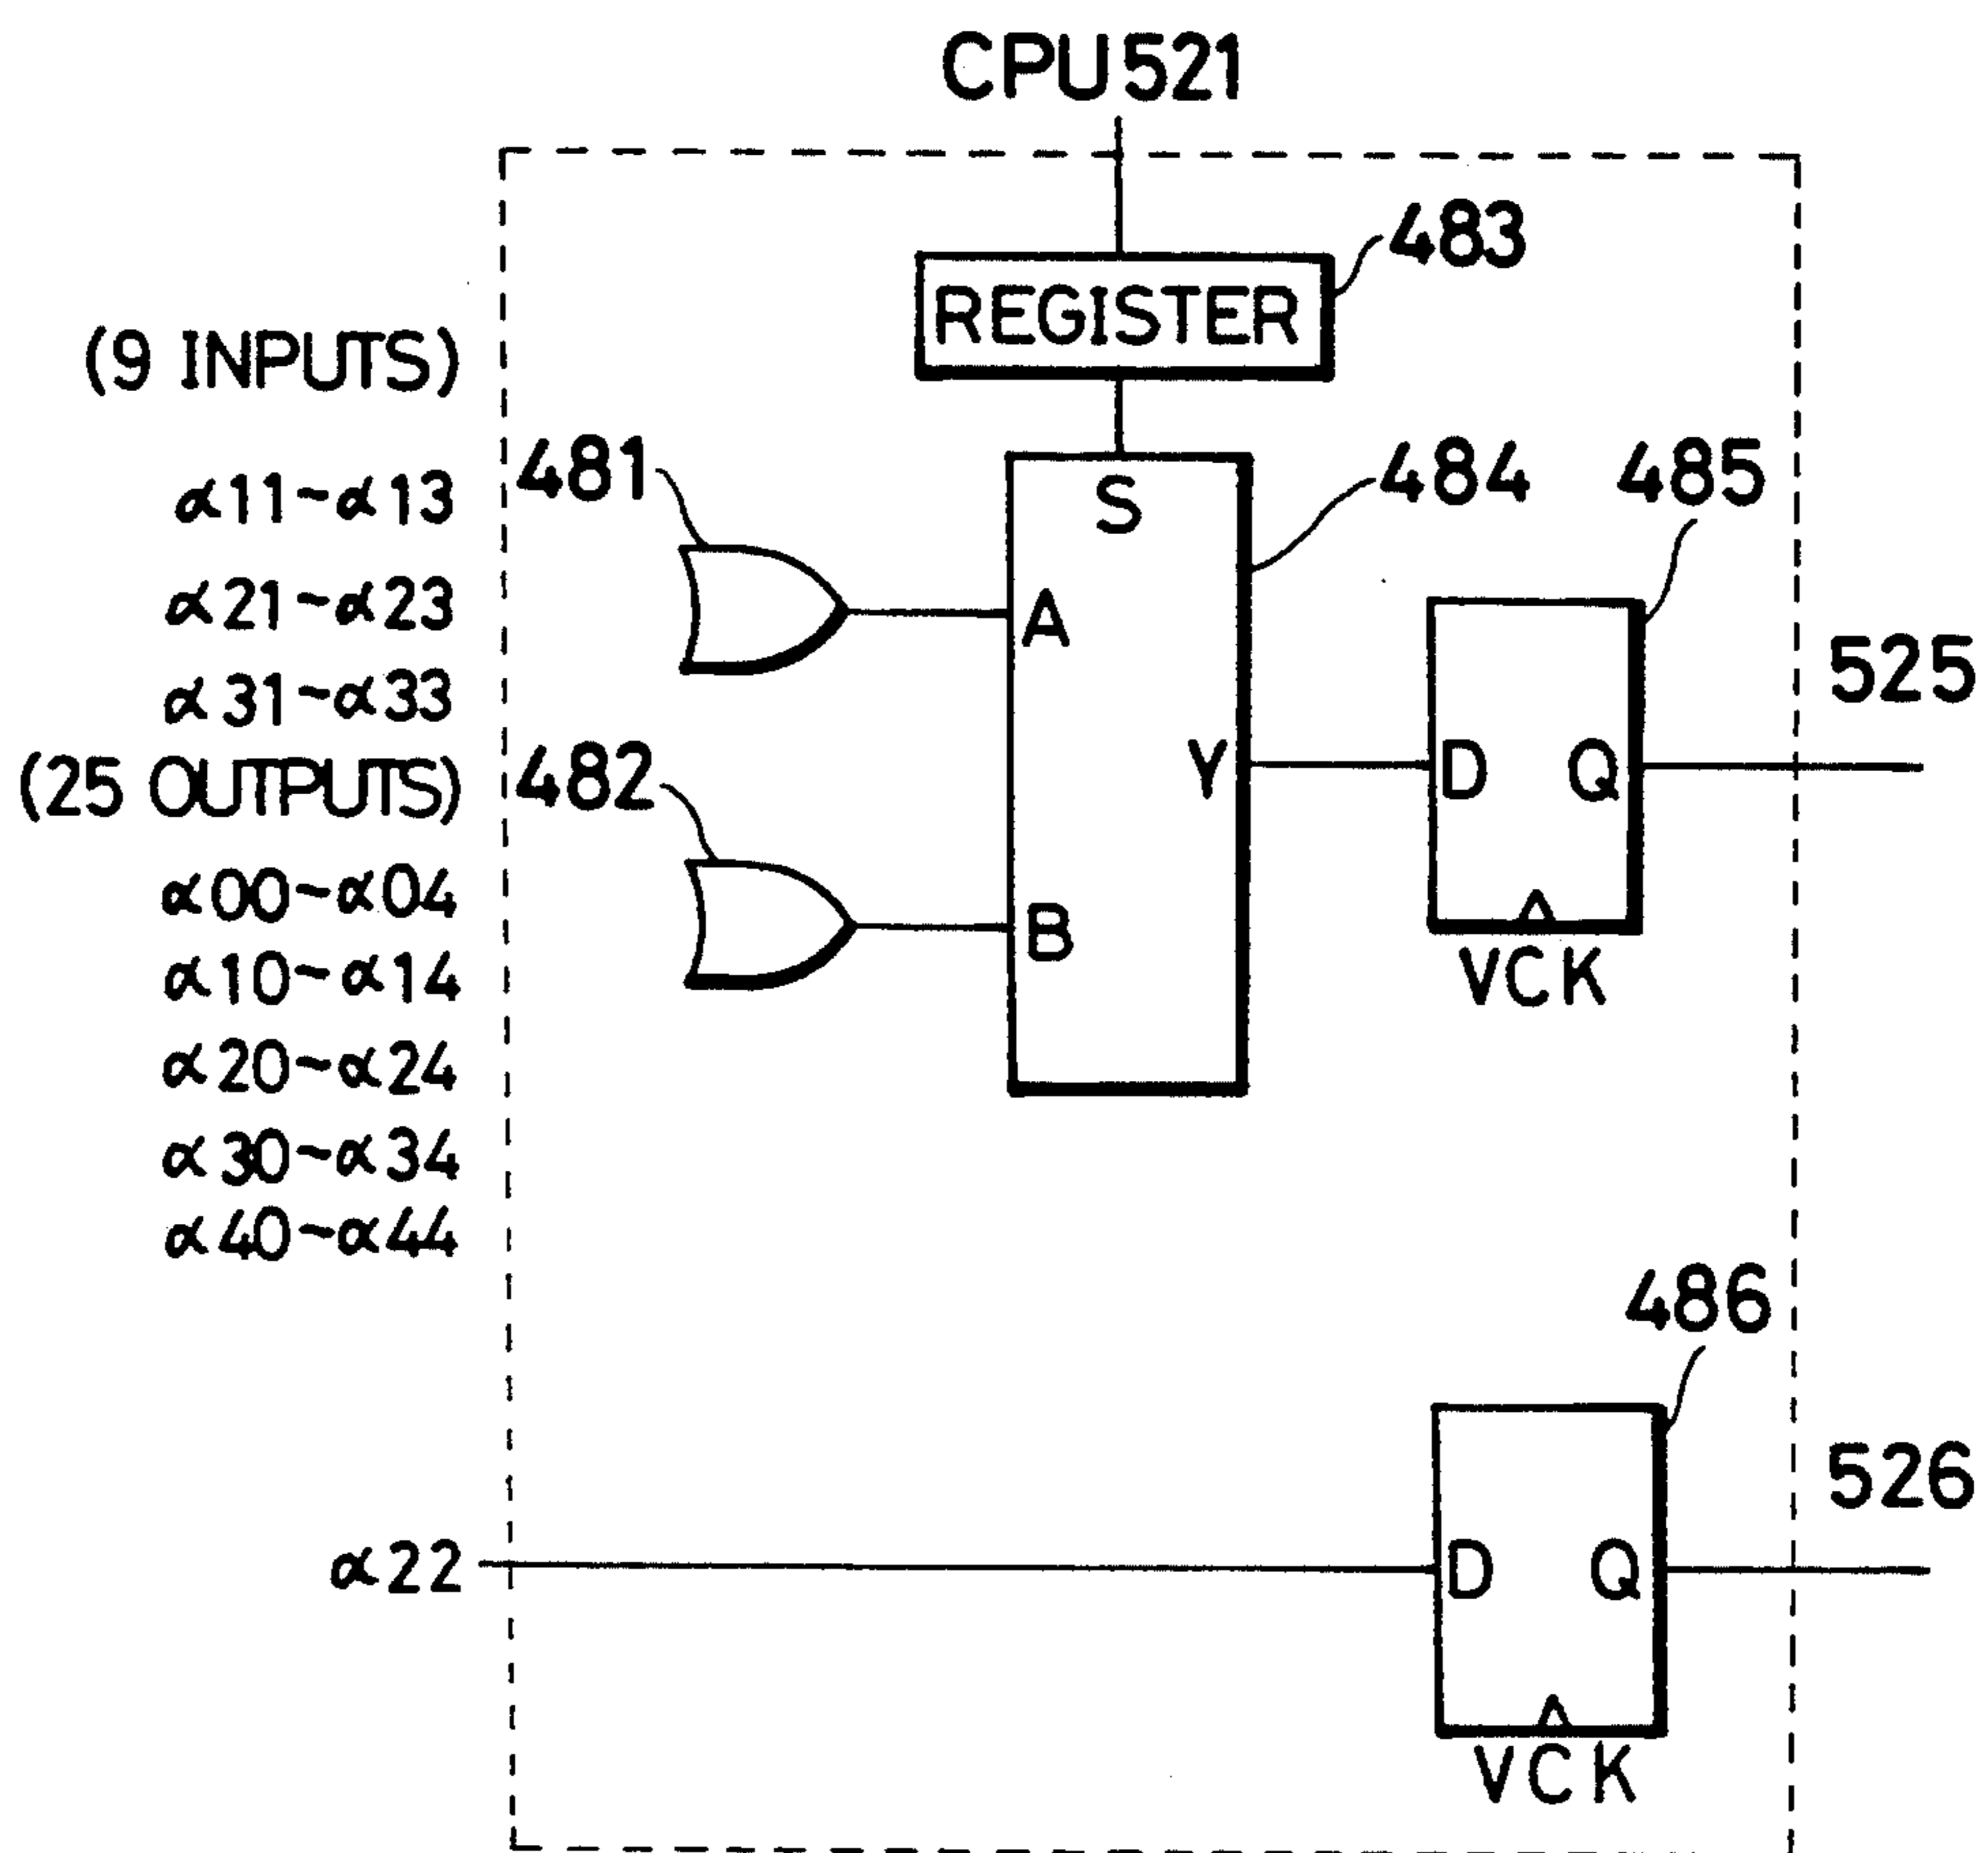 CPU521
483
REGISTER
(9 INPUTS)
481
484
485
α11~α13
S
α21~α23
A
α31~α33
525
(25 OUTPUTS)
482
Y
D Q
α00~α04
B
α10~α14
VCK
α20~α24
α30~α34
α40~α44
486
526
α22
D Q
VCK